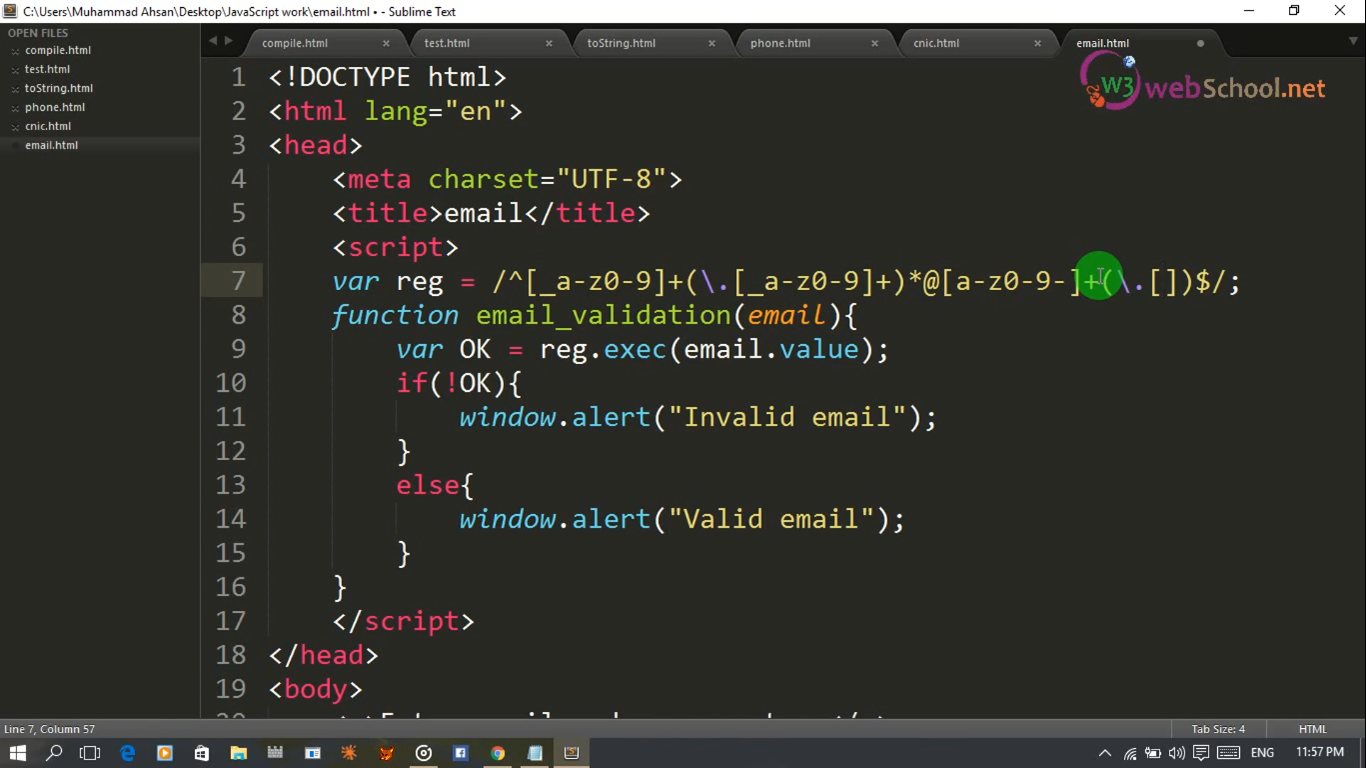 C:\Users\Muhammad Ahsan\Desktop\JavaScript work\email.html • - Sublime Text
OPEN FILES
compile.html
test.html
toString.html
phone.html
cnic.html
email.html
compile.html
test.html
toString.html
phone.html
cnic.html
email.html
W3 webSchool.net
1 <!DOCTYPE html>
2 <html lang="en">
3 <head>
4 <meta charset="UTF-8">
5 <title>email</title>
6 <script>
7 var reg = /^[_a-z0-9]+(\.[_a-z0-9]+)*@[a-z0-9-]+(\.[])$/;
8 function email_validation(email){
9 var OK = reg.exec(email.value);
10 if(!OK){
11 window.alert("Invalid email");
12 }
13 else{
14 window.alert("Valid email");
15 }
16 }
17 </script>
18 </head>
19 <body>
Line 7, Column 57
Tab Size: 4
HTML
ENG
11:57 PM